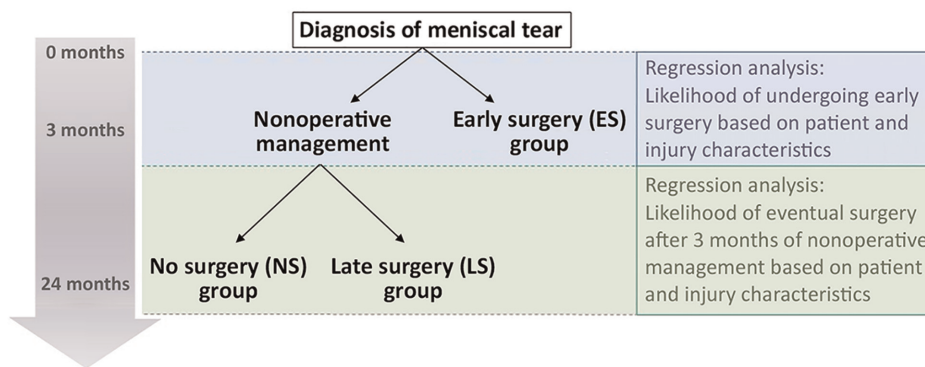 Diagnosis of meniscal tear
0 months
Regression analysis:
Likelihood of undergoing early
surgery based on patient and
injury characteristics
3 months
Nonoperative
management
Early surgery (ES)
group
Regression analysis:
Likelihood of eventual surgery
after 3 months of nonoperative
management based on patient
and injury characteristics
24 months
No surgery (NS)
group
Late surgery (LS)
group